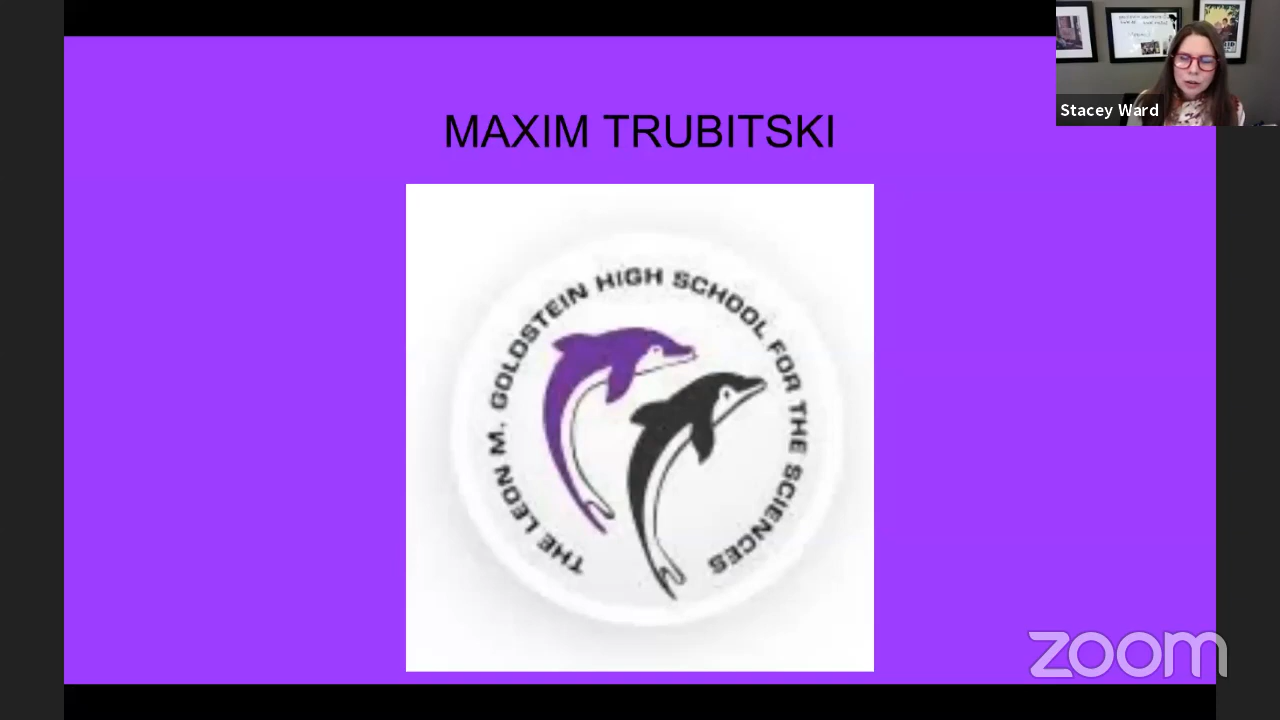 MAXIM TRUBITSKI
THE LEON M. GOLDSTEIN HIGH SCHOOL FOR THE SCIENCES
Stacey Ward
zoom